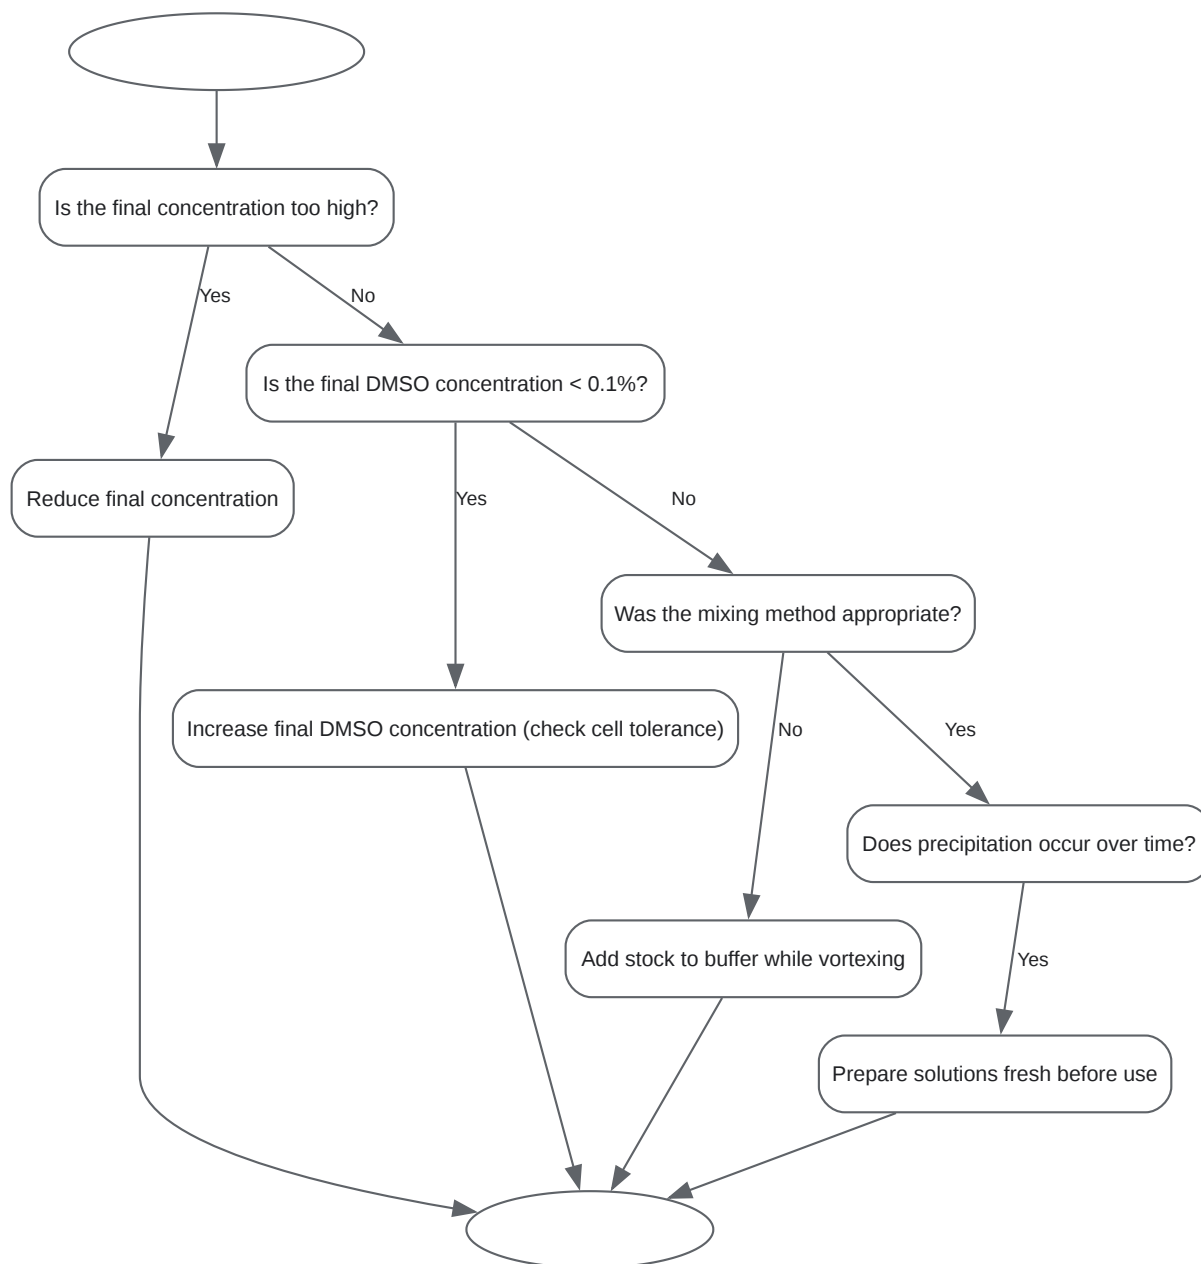 Is the final concentration too high?
Yes
No
Is the final DMSO concentration < 0.1%?
Reduce final concentration
Yes
No
Was the mixing method appropriate?
Increase final DMSO concentration (check cell tolerance)
No
Yes
Does precipitation occur over time?
Add stock to buffer while vortexing
Yes
Prepare solutions fresh before use